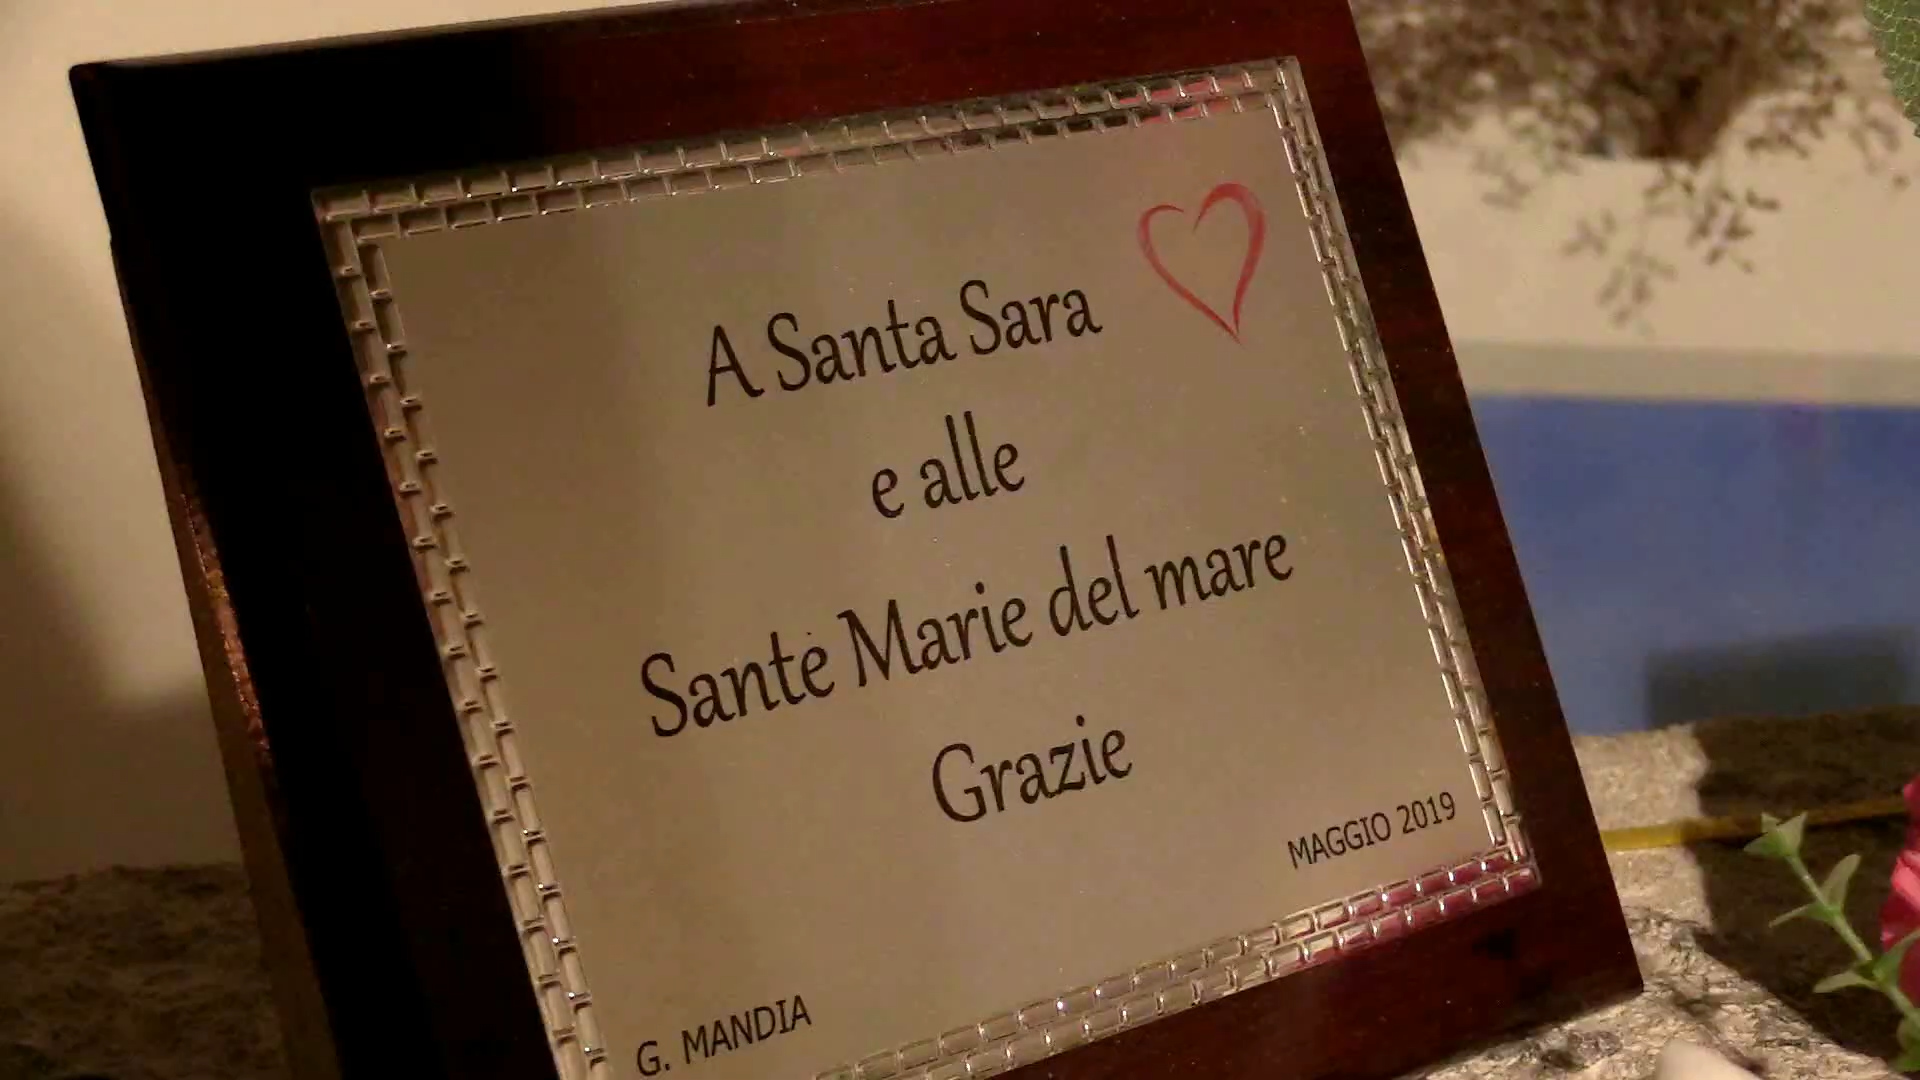 A Santa Sara
e alle
Sante Marie del mare
Grazie
MAGGIO 2019
G. MANDIA